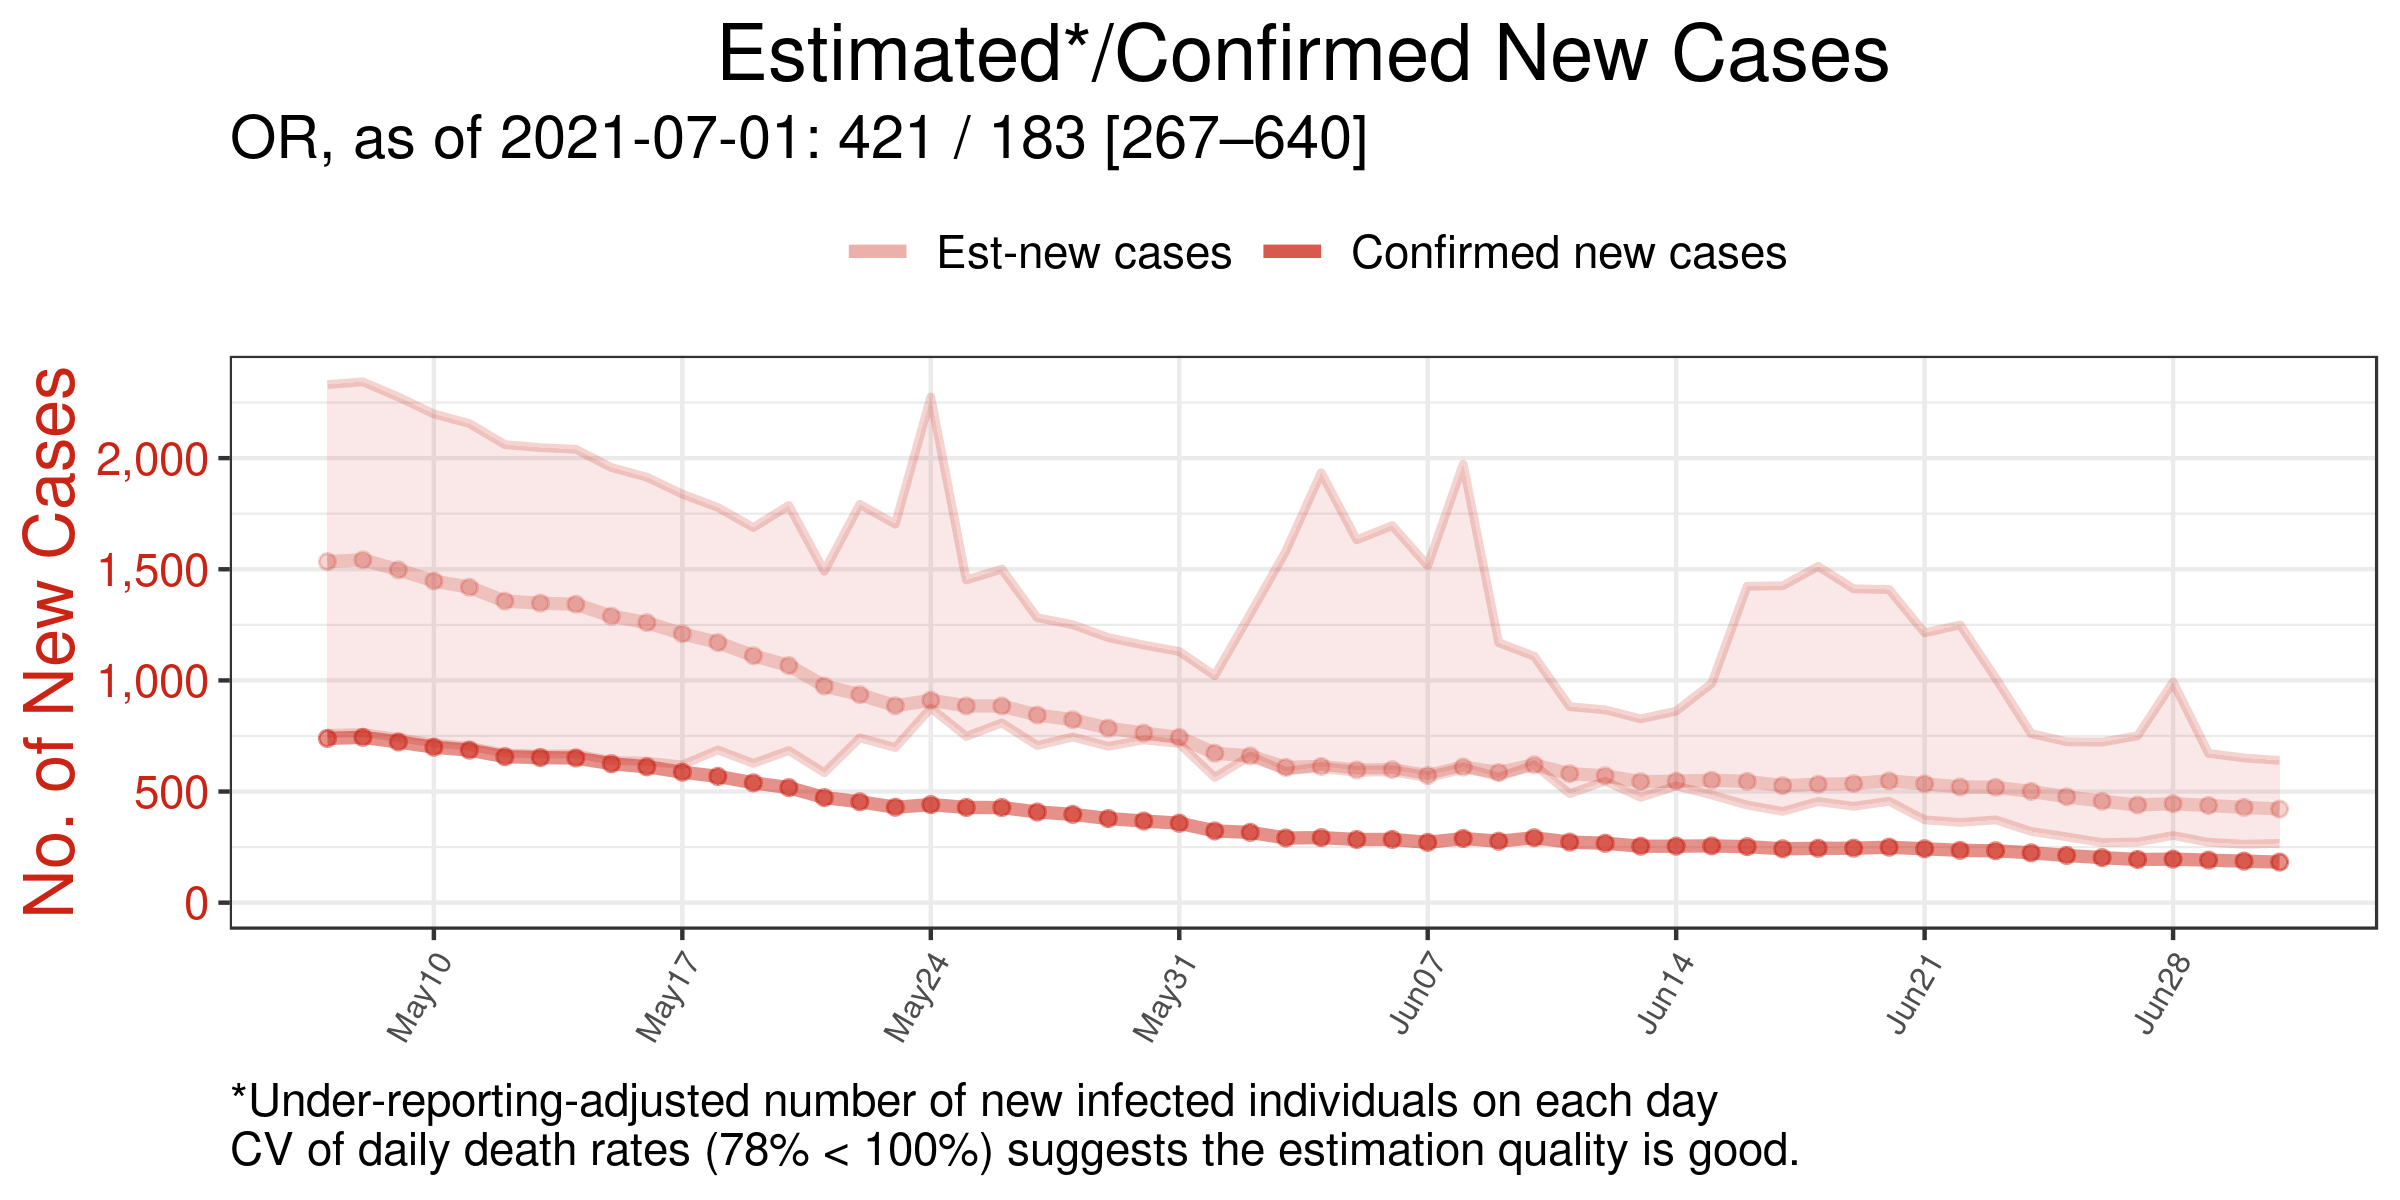 Estimated*/Confirmed New Cases
OR, as of 2021-07-01: 421 / 183 [267–640]
Est-new cases Confirmed new cases
No. of New Cases
2,000
1,500
1,000
500
0
May10 May17 May24 May31 Jun07 Jun14 Jun21 Jun28
*Under-reporting-adjusted number of new infected individuals on each day
CV of daily death rates (78% < 100%) suggests the estimation quality is good.